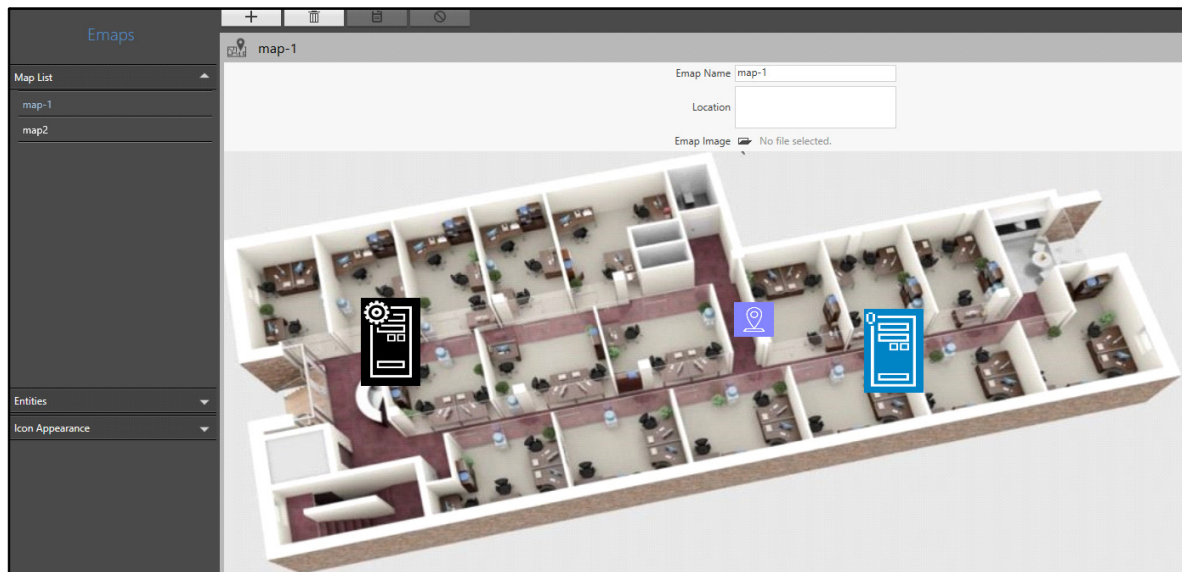 Emaps
map-1
Map List
map-1
map2
Entities
Icon Appearance
Emap Name map-1
Location
Emap Image No file selected.